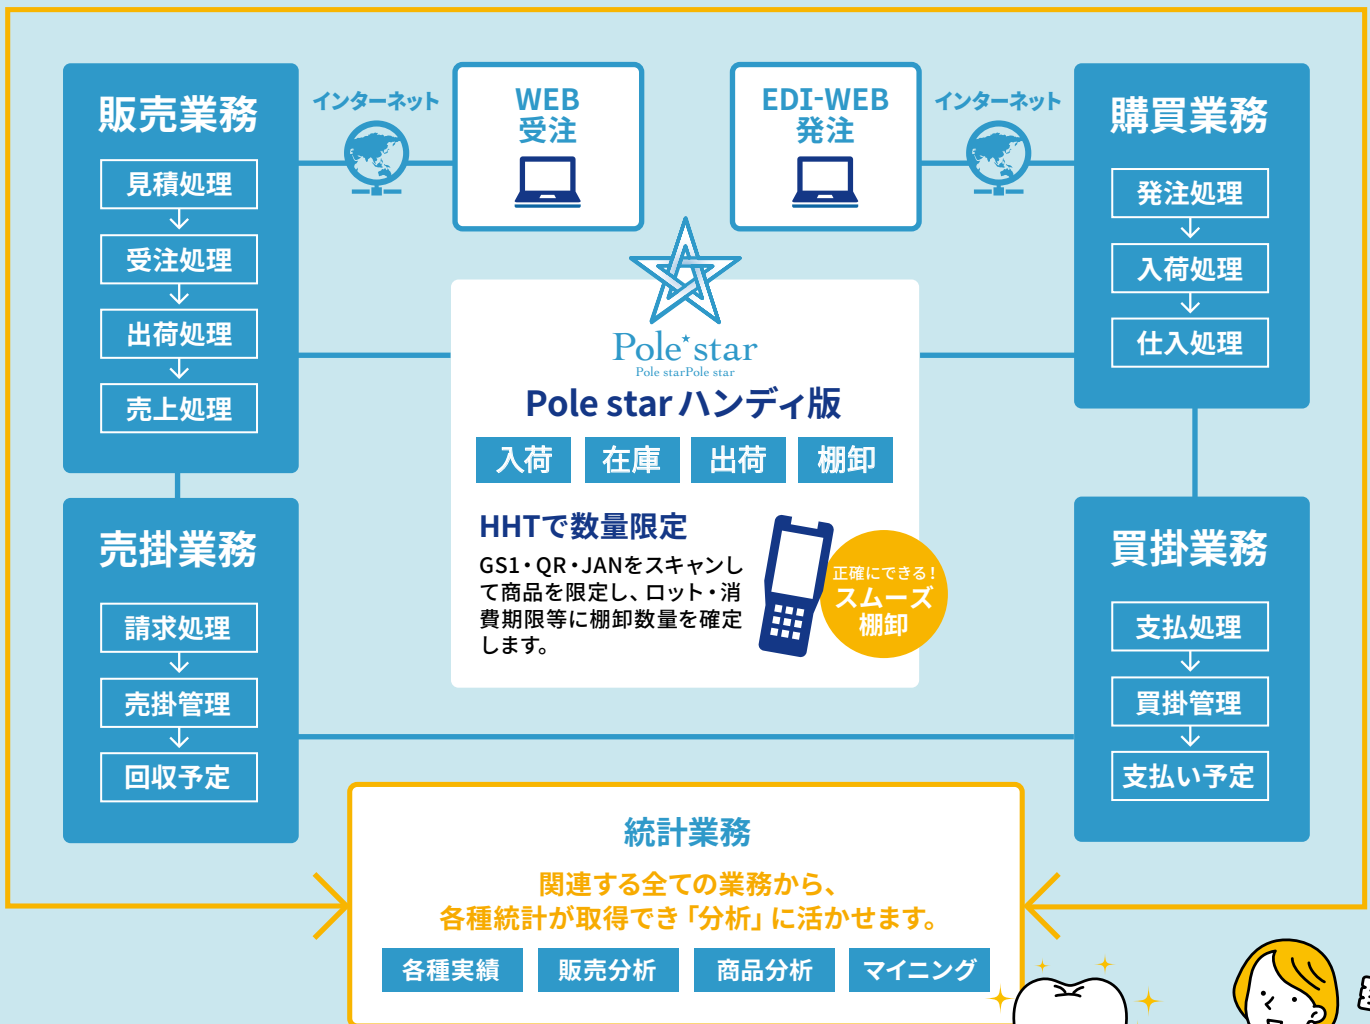 販売業務
見積処理
受注処理
出荷処理
売上処理
インターネット
WEB
受注
EDI-WEB
発注
インターネット
購買業務
発注処理
入荷処理
仕入処理
Pole★star
Pole starPole star
Pole starハンディ版
入荷
在庫
出荷
棚卸
HHTで数量限定
GS1・QR・JANをスキャンし
て商品を限定し、ロット・消
費期限等に棚卸数量を確定
します。
正確にできる!
スムーズ
棚卸
売掛業務
請求処理
売掛管理
回収予定
買掛業務
支払処理
買掛管理
支払い予定
統計業務
関連する全ての業務から、
各種統計が取得でき「分析」に活かせます。
各種実績
販売分析
商品分析
マイニング